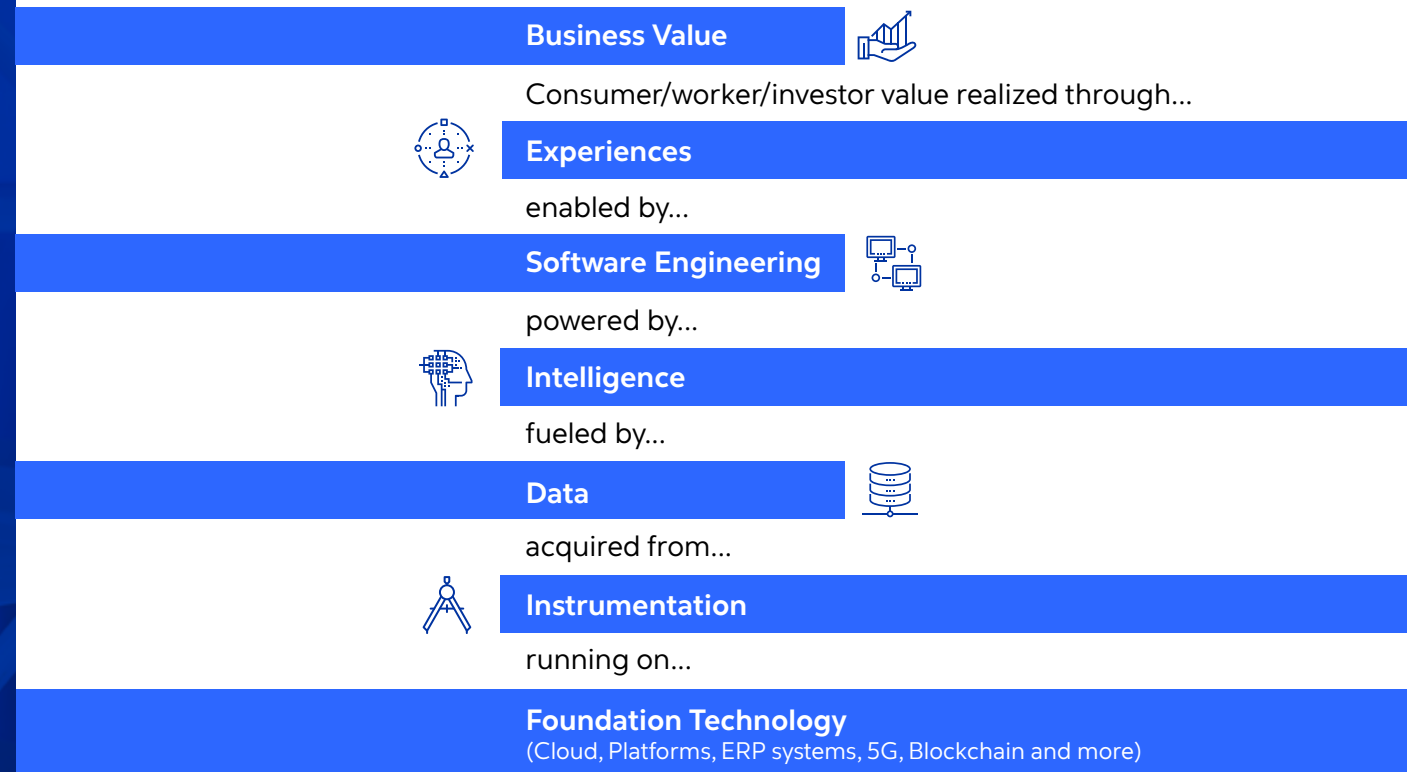 Business Value
Consumer/worker/investor value realized through...
Experiences
enabled by...
Software Engineering
powered by...
Intelligence
fueled by...
Data
acquired from...
Instrumentation
running on...
Foundation Technology
(Cloud, Platforms, ERP systems, 5G, Blockchain and more)